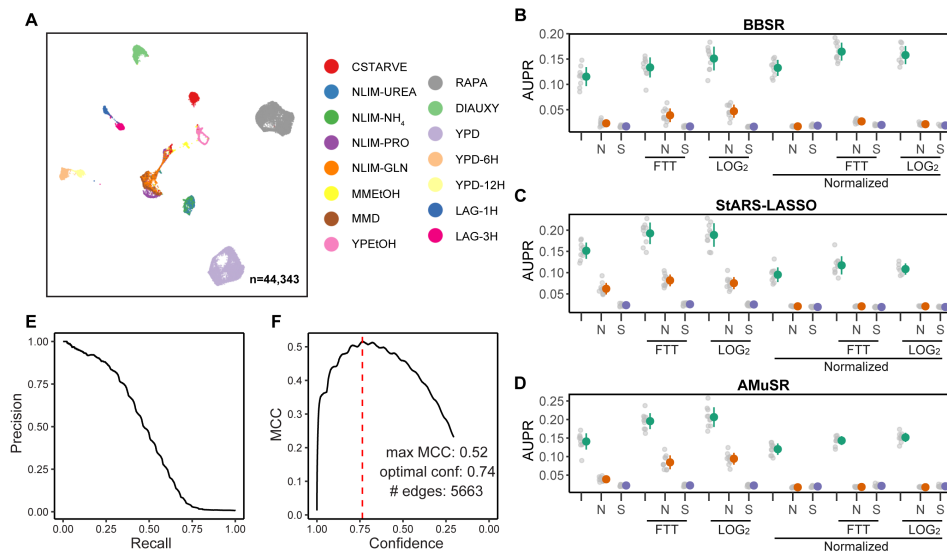 A
CSTARVE
NLIM-UREA
NLIM-NH4
NLIM-PRO
NLIM-GLN
MMEtOH
MMD
YPEtOH
RAPA
DIAUXY
YPD
YPD-6H
YPD-12H
LAG-1H
LAG-3H
n=44,343
B
BBSR
AUPR
0.20
0.15
0.10
0.05
N S N S N S N S N S N S
FTT LOG2 FTT LOG2
Normalized
C
StARS-LASSO
AUPR
0.20
0.15
0.10
0.05
N S N S N S N S N S N S
FTT LOG2 FTT LOG2
Normalized
D
AMuSR
AUPR
0.25
0.20
0.15
0.10
0.05
N S N S N S N S N S N S
FTT LOG2 FTT LOG2
Normalized
E
Precision
1.00
0.75
0.50
0.25
0.00
0.00 0.25 0.50 0.75 1.00
Recall
F
MCC
0.5
0.4
0.3
0.2
0.1
0.0
max MCC: 0.52
optimal conf: 0.74
# edges: 5663
1.00 0.75 0.50 0.25 0.00
Confidence